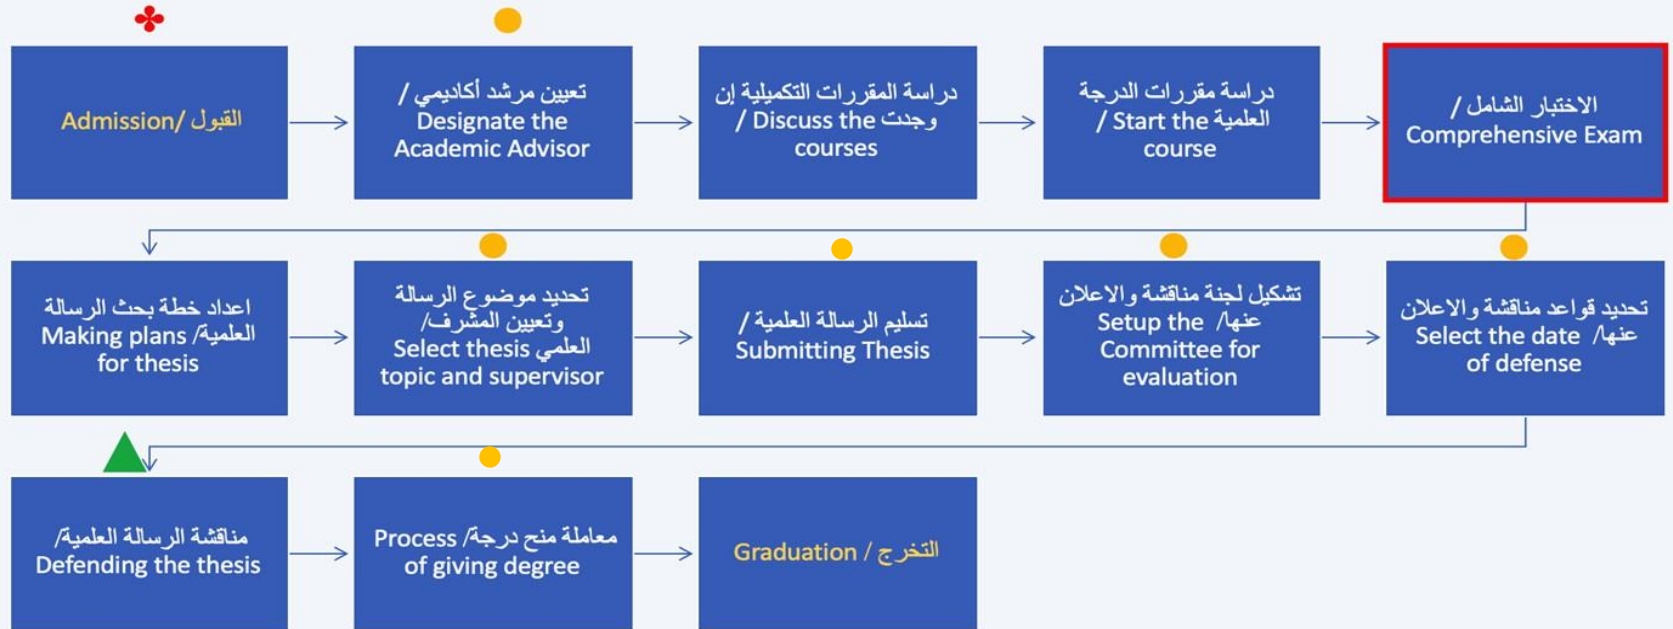 القبول /Admission
تعيين مرشد أكاديمي /
Designate the
Academic Advisor
دراسة المقررات التكميلية إن
وجدت Discuss the /
courses
دراسة مقررات الدرجة
العلمية Start the /
course
الاختبار الشامل /
Comprehensive Exam
اعداد خطة بحث الرسالة
العلمية/ Making plans
for thesis
تحديد موضوع الرسالة
وتعيين المشرف/
العلمي Select thesis
topic and supervisor
تسليم الرسالة العلمية /
Submitting Thesis
تشكيل لجنة مناقشة والاعلان
عنها/ Setup the
Committee for
evaluation
تحديد قواعد مناقشة والاعلان
عنها/ Select the date
of defense
مناقشة الرسالة العلمية/
Defending the thesis
معاملة منح درجة/ Process
of giving degree
التخرج / Graduation